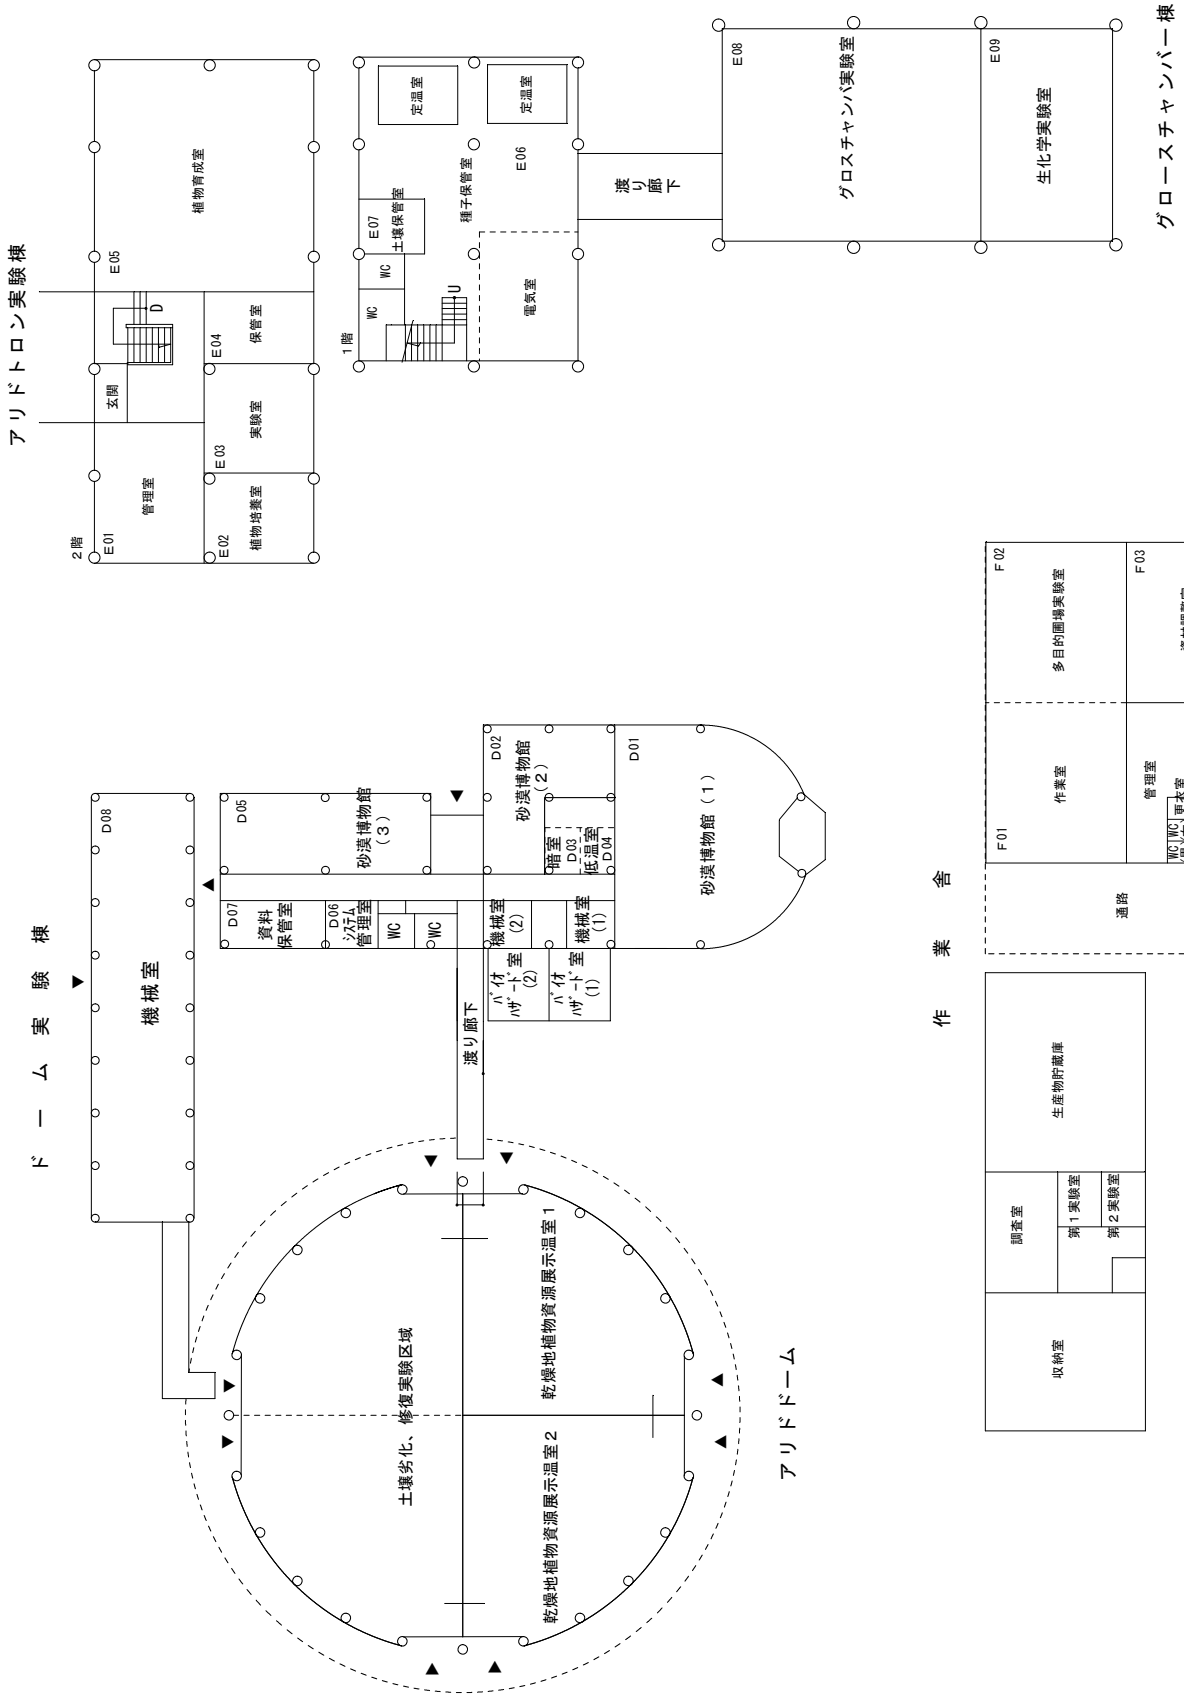 アリドトロン実験棟
2階
E01
管理室
玄関
D
E05
植物育成室
E02
植物培養室
E03
実験室
E04
保管室
1階
WC
WC
E07
土壌保管室
U
電気室
種子保管室
E06
定温室
定温室
渡り廊下
E08
グロスチャンバ実験室
E09
生化学実験室
グロースチャンバー棟
ドーム実験棟
D08
機械室
D07
資料
保管室
D06
システム
管理室
WC
WC
D05
砂漠博物館
(3)
D02
砂漠博物館
(2)
暗室
D03
低温室
D04
機械室
(2)
機械室
(1)
D01
砂漠博物館(1)
バイオ
ハザード室
(2)
バイオ
ハザード室
(1)
渡り廊下
土壌劣化、修復実験区域
乾燥地植物資源展示温室1
乾燥地植物資源展示温室2
アリドドーム
作業舎
F01
作業室
F02
多目的圃場実験室
F03
管理室
WC
WC
更衣室
通路
生産物貯蔵庫
調査室
第1実験室
第2実験室
収納室